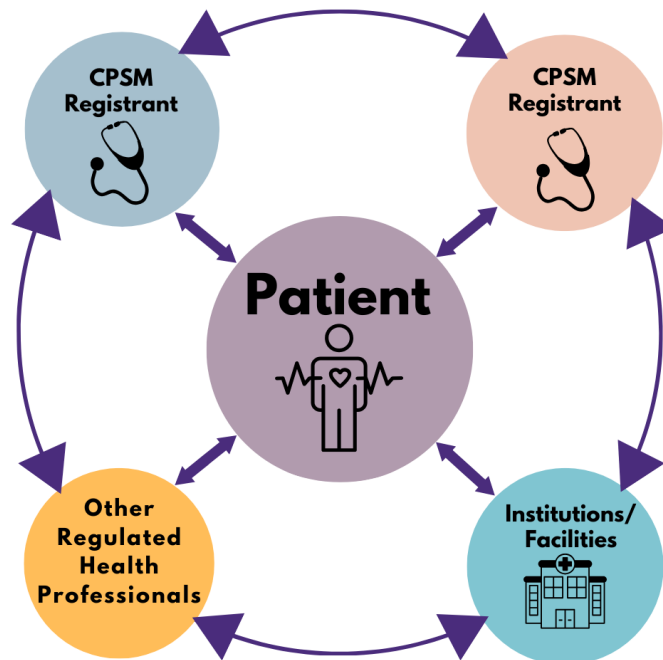 CPSM
Registrant
CPSM
Registrant
Patient
Other
Regulated
Health
Professionals
Institutions/
Facilities